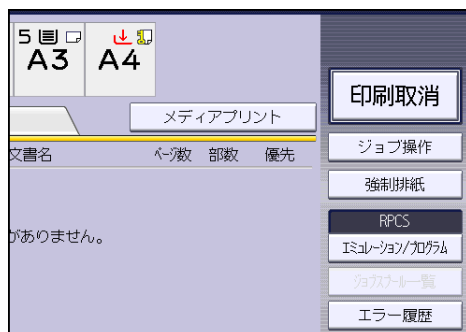 5
A3 A4
印刷取消
メディアプリント
ジョブ操作
文書名 ページ数 部数 優先
強制排紙
がありません。
RPCS
エミュレーション/プログラム
ジョブスプール一覧
エラー履歴